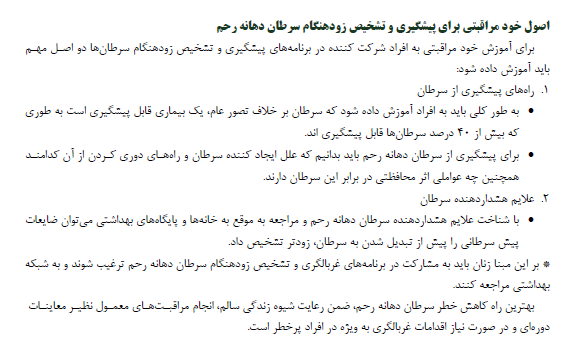 اصول خود مراقبتی برای پیشگیری و تشخیص زودهنگام سرطان دهانه رحم
برای آموزش خود مراقبتی به افراد شرکت کننده در برنامه‌های پیشگیری و تشخیص زودهنگام سرطان‌ها دو اصل مهم
باید آموزش داده شود:
۱. راه‌های پیشگیری از سرطان
• به طور کلی باید به افراد آموزش داده شود که سرطان بر خلاف تصور عام، یک بیماری قابل پیشگیری است به طوری
که بیش از ۴۰ درصد سرطان‌ها قابل پیشگیری اند.
• برای پیشگیری از سرطان دهانه رحم باید بدانیم که علل ایجاد کننده سرطان و راه‌های دوری کردن از آن کدامند
همچنین چه عواملی اثر محافظتی در برابر این سرطان دارند.
۲. علایم هشداردهنده سرطان
• با شناخت علایم هشداردهنده سرطان دهانه رحم و مراجعه به موقع به خانه‌ها و پایگاه‌های بهداشتی می‌توان ضایعات
پیش سرطانی را پیش از تبدیل شدن به سرطان، زودتر تشخیص داد.
* بر این مبنا زنان باید به مشارکت در برنامه‌های غربالگری و تشخیص زودهنگام سرطان دهانه رحم ترغیب شوند و به شبکه
بهداشتی مراجعه کنند.
بهترین راه کاهش خطر سرطان دهانه رحم، ضمن رعایت شیوه زندگی سالم، انجام مراقبت‌های معمول نظیر معاینات
دوره‌ای و در صورت نیاز اقدامات غربالگری به ویژه در افراد پرخطر است.